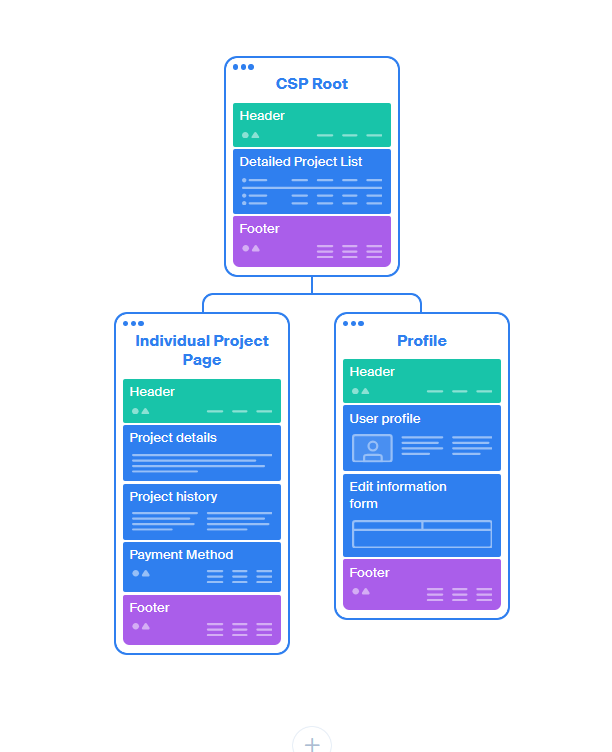 CSP Root
Header
Detailed Project List
Footer
Individual Project
Page
Header
Project details
Project history
Payment Method
Footer
Profile
Header
User profile
Edit information
form
Footer